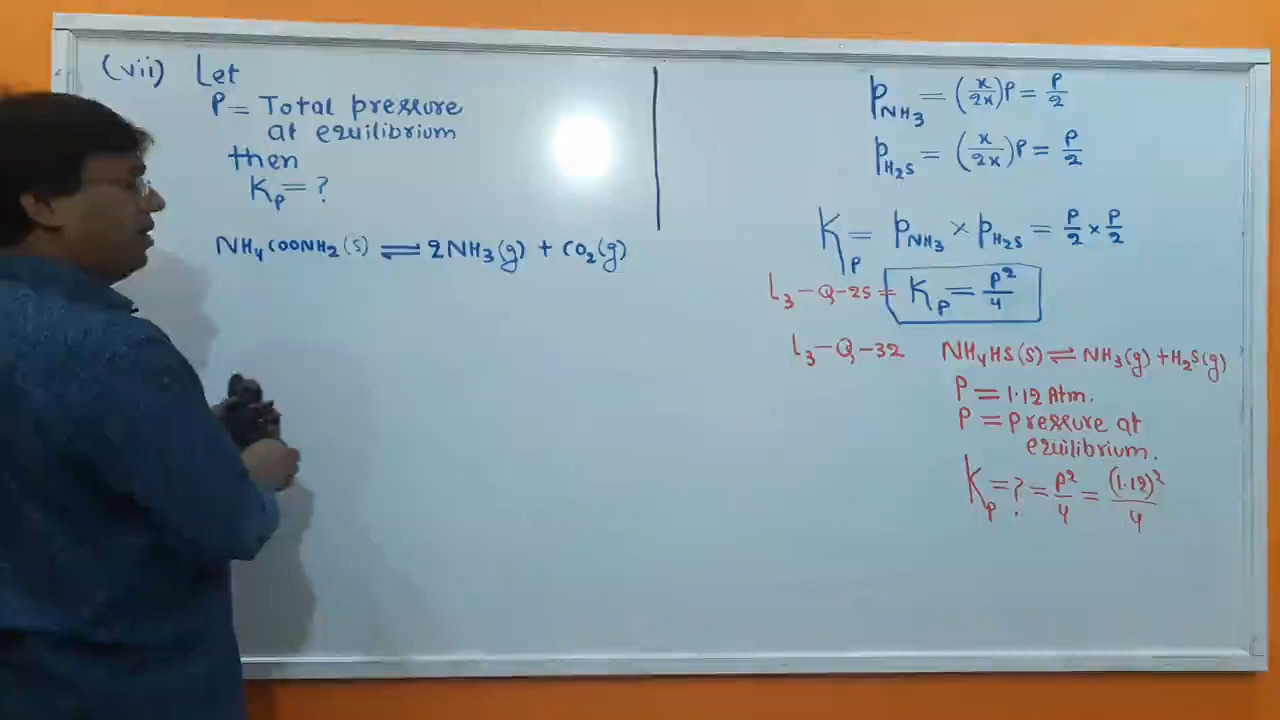 (vii) Let
P = Total pressure
at equilibrium
then
Kp = ?
NH4COONH2(s) ⇌ 2NH3(g) + CO2(g)
pNH3 = (x/2x)P = P/2
pH2S = (x/2x)P = P/2
Kp = pNH3 × pH2S = P/2 × P/2
L3-Q-25 Kp = P²/4
L3-Q-32 NH4HS(s) ⇌ NH3(g) + H2S(g)
P = 1.12 Atm.
P = pressure at
equilibrium.
Kp = ? = P²/4 = (1.12)²/4